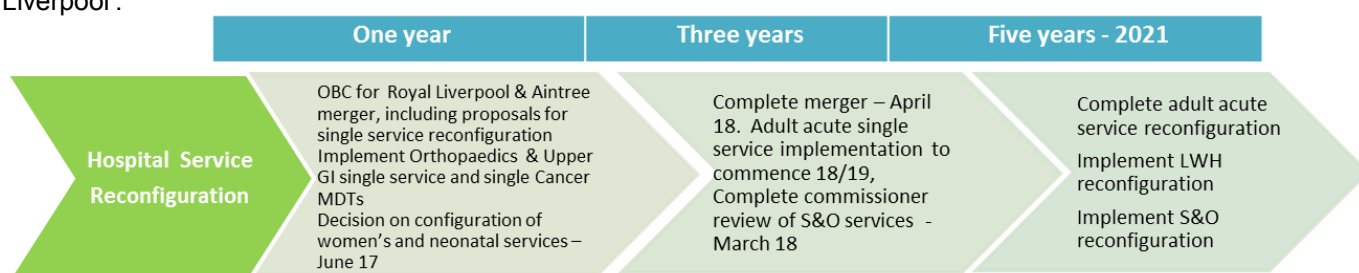 Liverpool .
One year
Three years
Five years - 2021
Hospital Service
Reconfiguration
OBC for Royal Liverpool & Aintree
merger, including proposals for
single service reconfiguration
Implement Orthopaedics & Upper
GI single service and single Cancer
MDTs
Decision on configuration of
women's and neonatal services –
June 17
Complete merger – April
18. Adult acute single
service implementation to
commence 18/19,
Complete commissioner
review of S&O services -
March 18
Complete adult acute
service reconfiguration
Implement LWH
reconfiguration
Implement S&O
reconfiguration